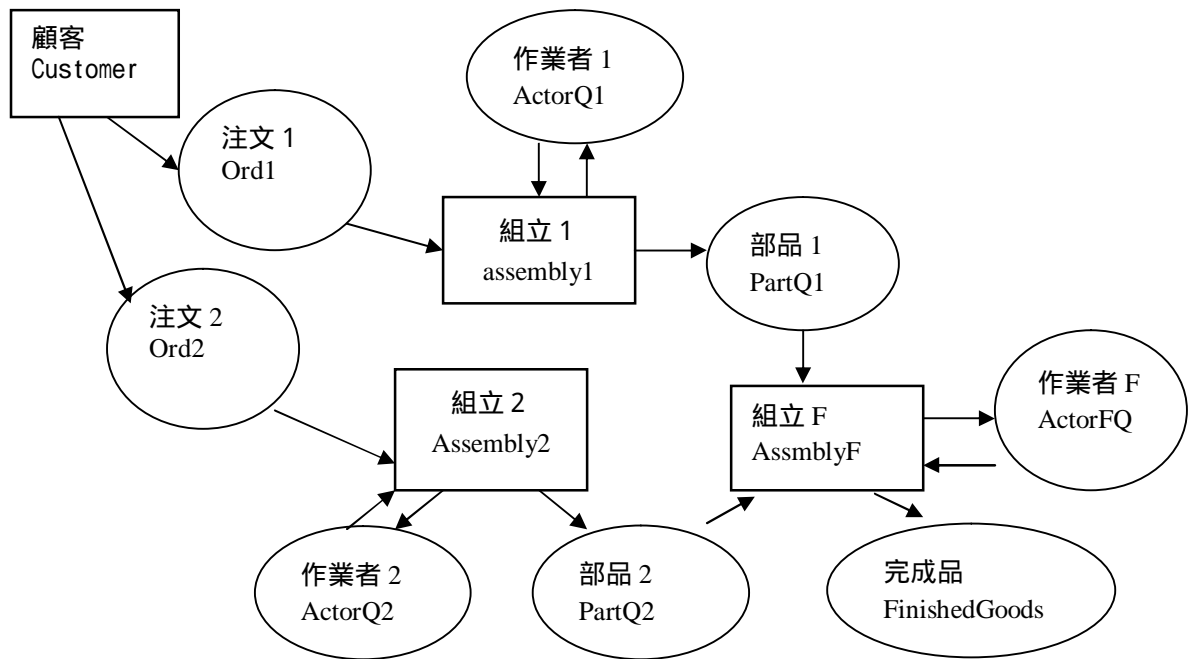 顧客
Customer
作業者 1
ActorQ1
注文 1
Ord1
組立 1
assembly1
部品 1
PartQ1
注文 2
Ord2
組立 2
Assembly2
組立 F
AssmblyF
作業者 F
ActorFQ
作業者 2
ActorQ2
部品 2
PartQ2
完成品
FinishedGoods